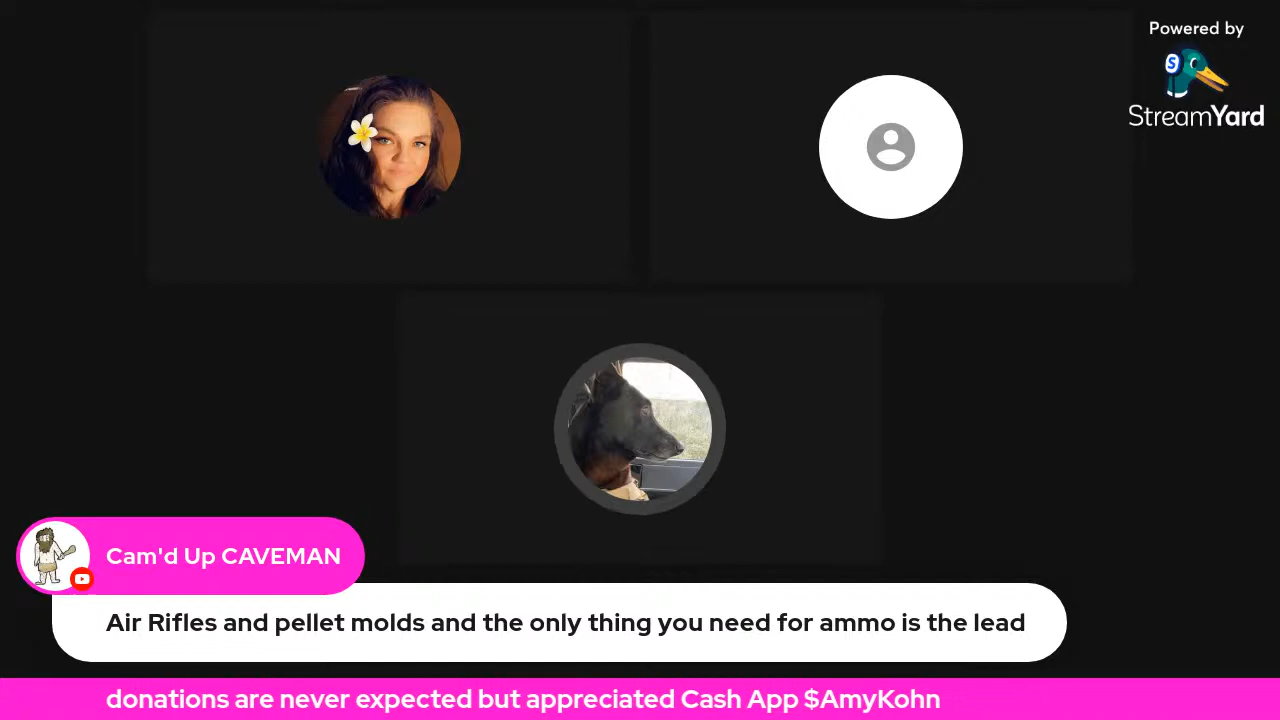 Powered by
StreamYard
Cam'd Up CAVEMAN
Air Rifles and pellet molds and the only thing you need for ammo is the lead
donations are never expected but appreciated Cash App $AmyKohn